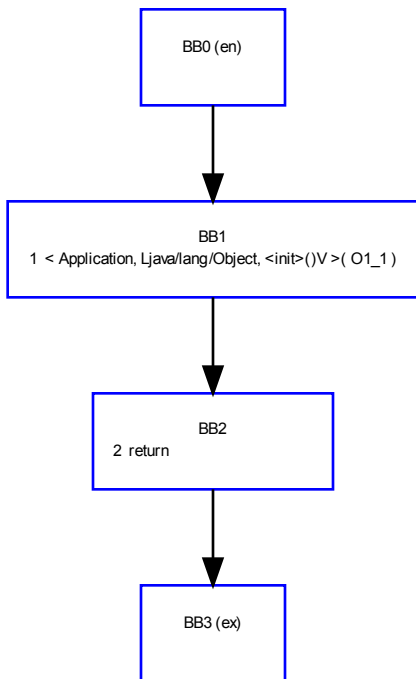 BB0 (en)
BB1
1 < Application, Ljava/lang/Object, <init>()V >( O1_1 )
BB2
2 return
BB3 (ex)